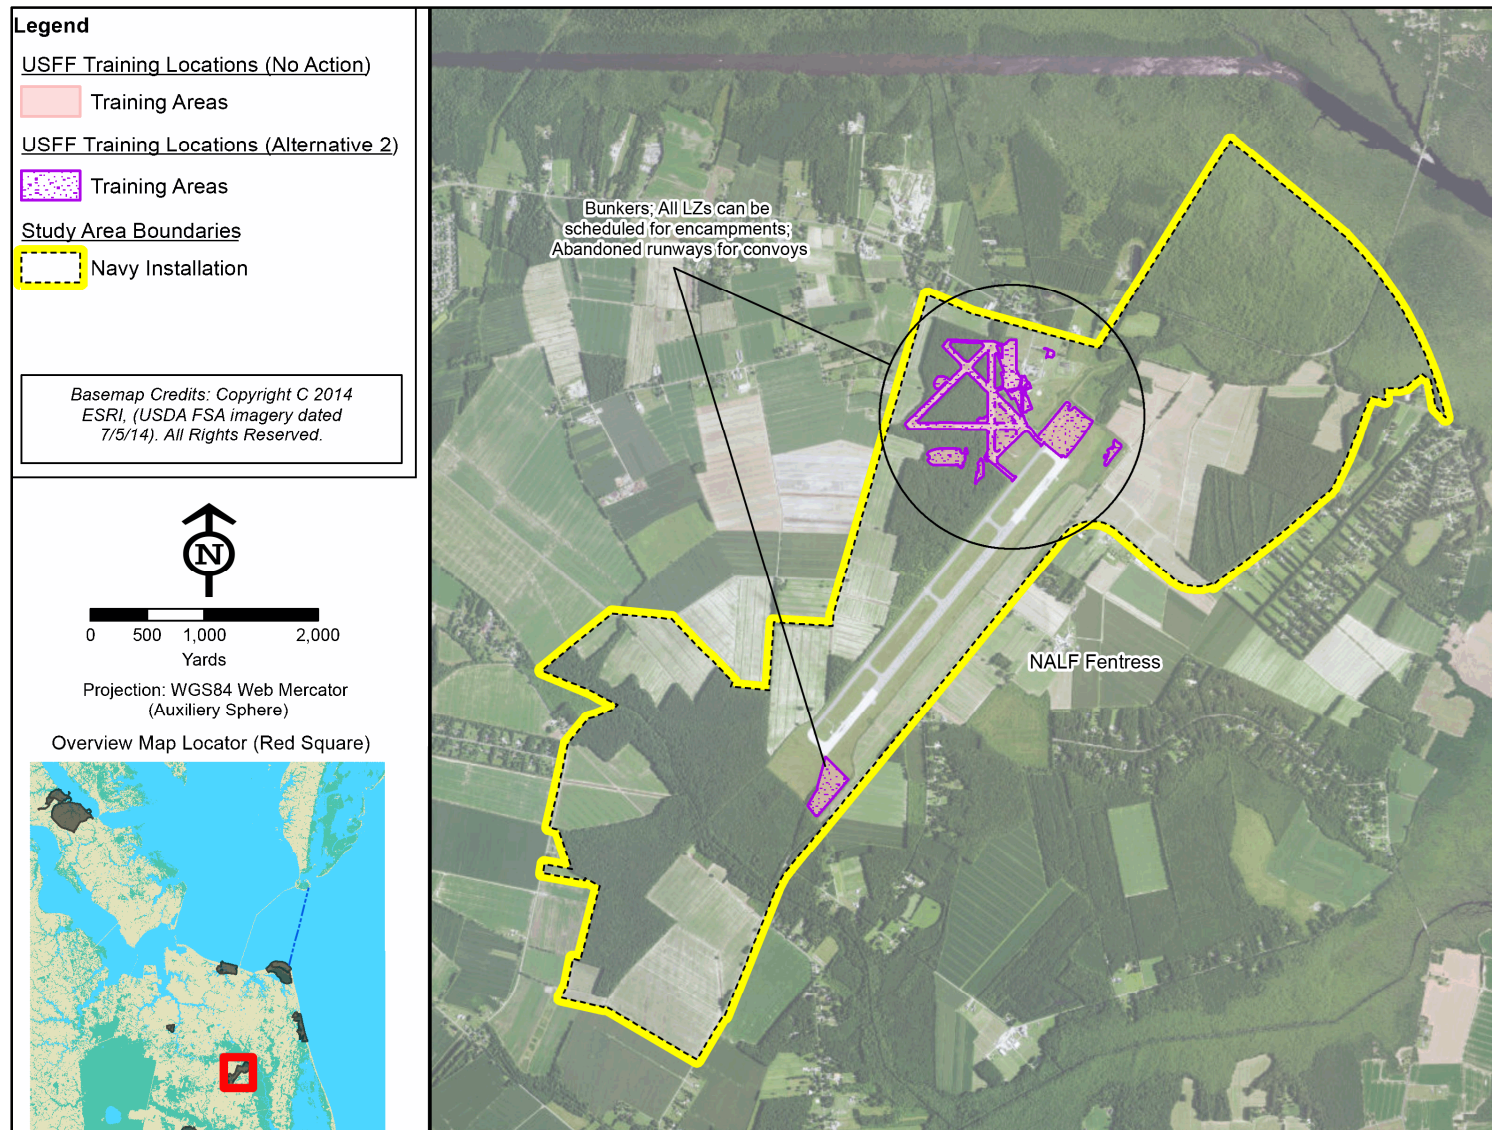 Legend
USFF Training Locations (No Action)
Training Areas
USFF Training Locations (Alternative 2)
Training Areas
Study Area Boundaries
Navy Installation
Basemap Credits: Copyright C 2014
ESRI, (USDA FSA imagery dated
7/5/14). All Rights Reserved.
N
0 500 1,000 2,000
Yards
Projection: WGS84 Web Mercator
(Auxiliery Sphere)
Overview Map Locator (Red Square)
Bunkers; All LZs can be
scheduled for encampments;
Abandoned runways for convoys
NALF Fentress